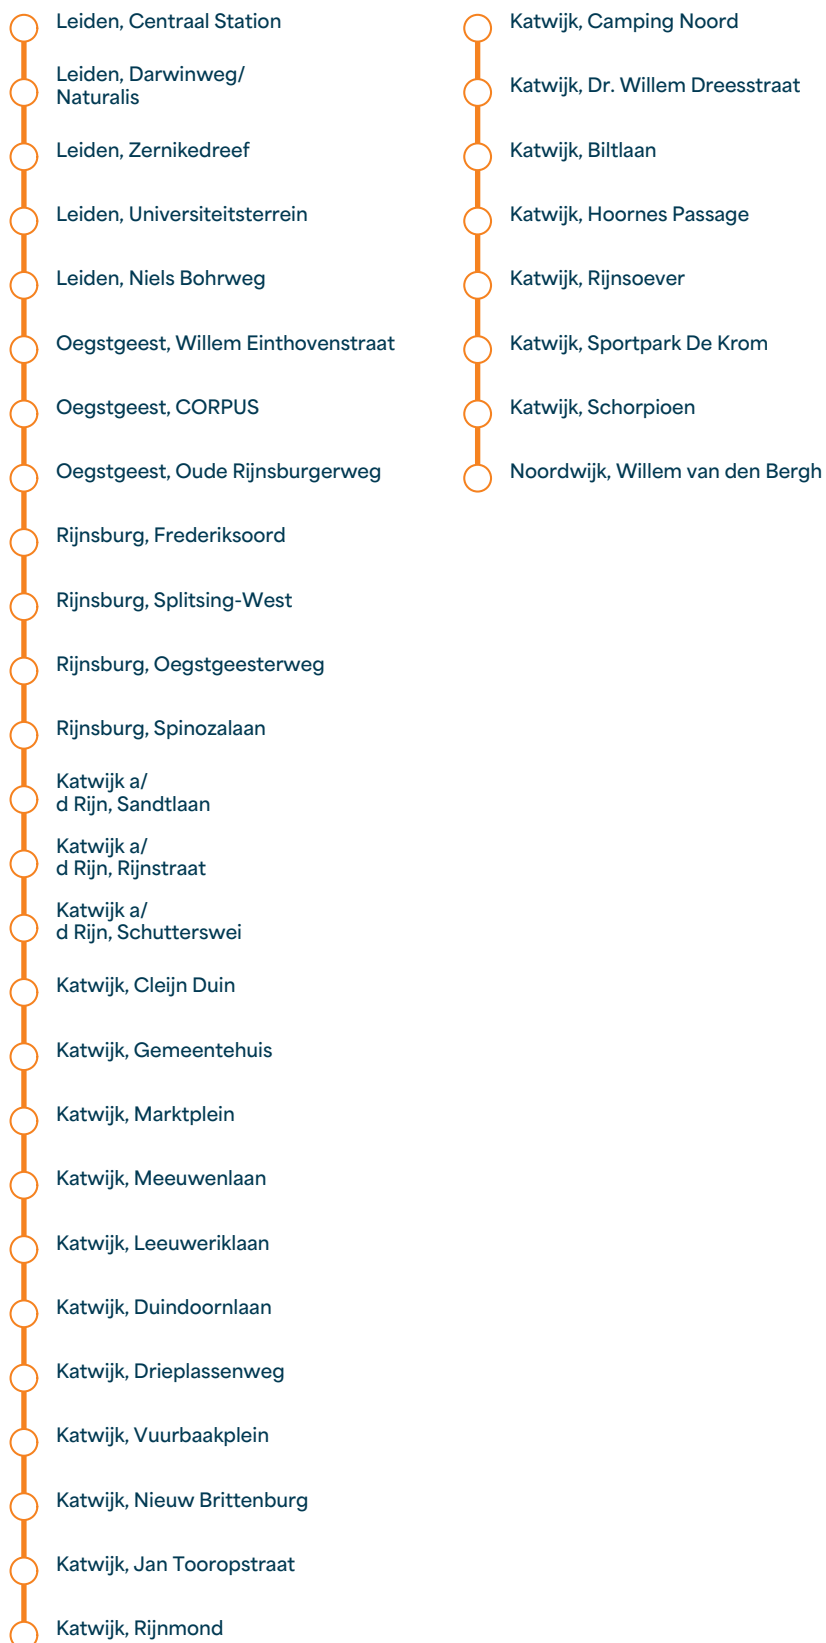 Leiden, Centraal Station
Leiden, Darwinweg/
Naturalis
Leiden, Zernikedreef
Leiden, Universiteitsterrein
Leiden, Niels Bohrweg
Oegstgeest, Willem Einthovenstraat
Oegstgeest, CORPUS
Oegstgeest, Oude Rijnsburgerweg
Rijnsburg, Frederiksoord
Rijnsburg, Splitsing-West
Rijnsburg, Oegstgeesterweg
Rijnsburg, Spinozalaan
Katwijk a/
d Rijn, Sandtlaan
Katwijk a/
d Rijn, Rijnstraat
Katwijk a/
d Rijn, Schutterswei
Katwijk, Cleijn Duin
Katwijk, Gemeentehuis
Katwijk, Marktplein
Katwijk, Meeuwenlaan
Katwijk, Leeuweriklaan
Katwijk, Duindoornlaan
Katwijk, Drieplassenweg
Katwijk, Vuurbaakplein
Katwijk, Nieuw Brittenburg
Katwijk, Jan Tooropstraat
Katwijk, Rijnmond
Katwijk, Camping Noord
Katwijk, Dr. Willem Dreesstraat
Katwijk, Biltlaan
Katwijk, Hoornes Passage
Katwijk, Rijnsoever
Katwijk, Sportpark De Krom
Katwijk, Schorpioen
Noordwijk, Willem van den Bergh